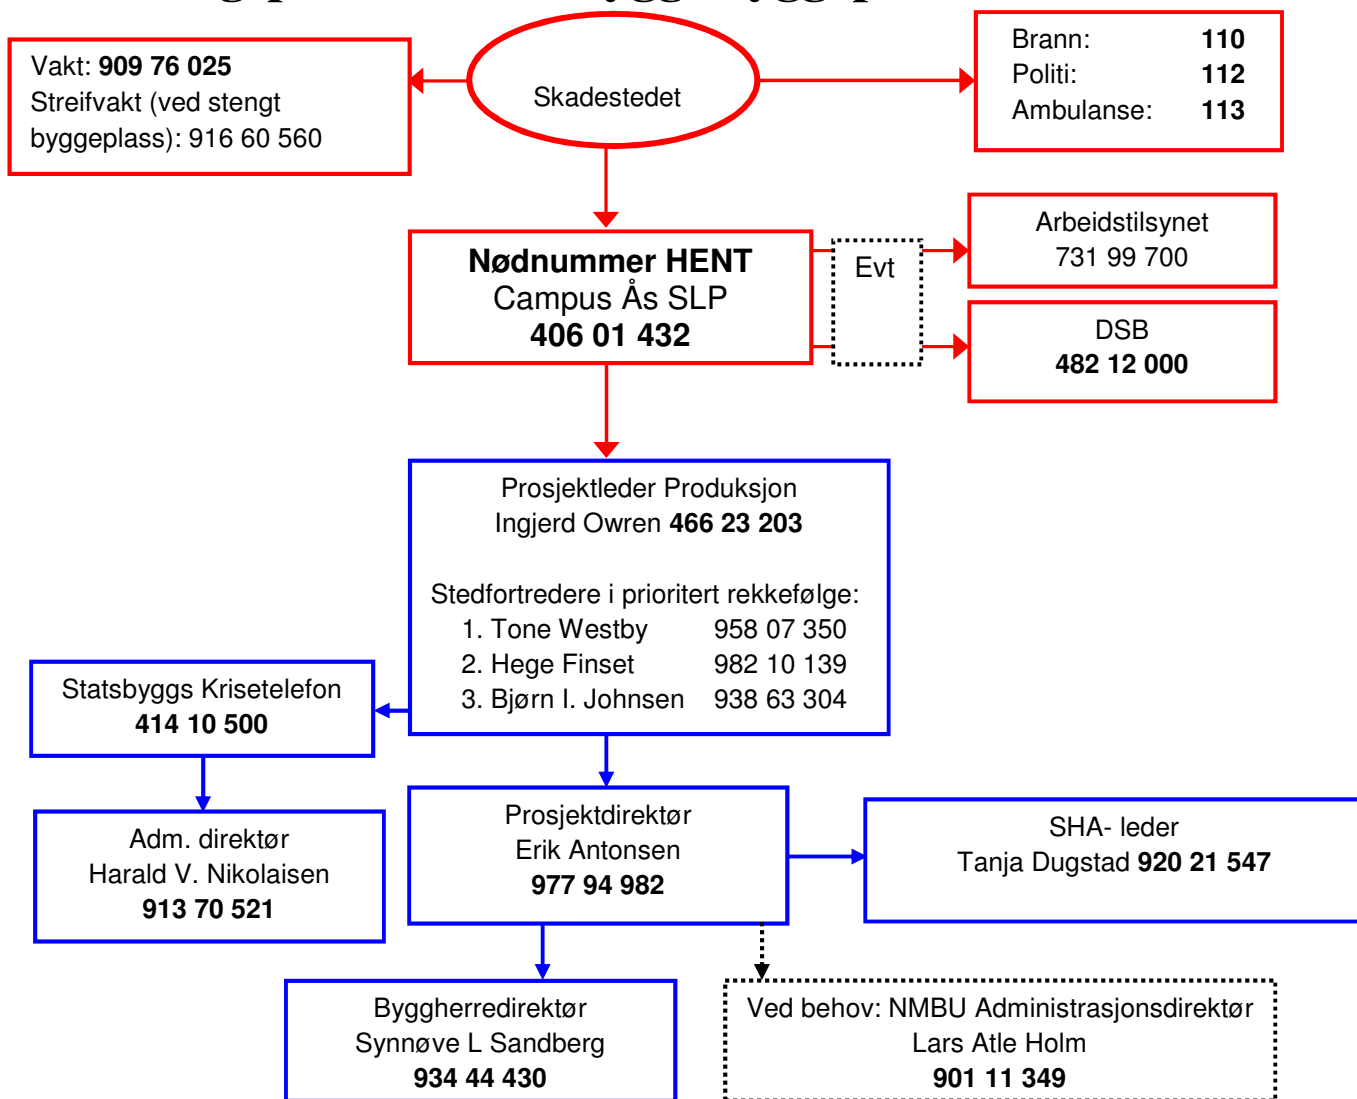 Vakt: 909 76 025
Streifvakt (ved stengt
byggeplass): 916 60 560
Skadestedet
Brann: 110
Politi: 112
Ambulanse: 113
Nødnummer HENT
Campus Ås SLP
406 01 432
Evt
Arbeidstilsynet
731 99 700
DSB
482 12 000
Prosjektleder Produksjon
Ingjerd Owren 466 23 203
Stedfortredere i prioritert rekkefølge:
1. Tone Westby 958 07 350
2. Hege Finset 982 10 139
3. Bjørn I. Johnsen 938 63 304
Statsbyggs Krisetelefon
414 10 500
Adm. direktør
Harald V. Nikolaisen
913 70 521
Prosjektdirektør
Erik Antonsen
977 94 982
SHA- leder
Tanja Dugstad 920 21 547
Byggherredirektør
Synnøve L Sandberg
934 44 430
Ved behov: NMBU Administrasjonsdirektør
Lars Atle Holm
901 11 349